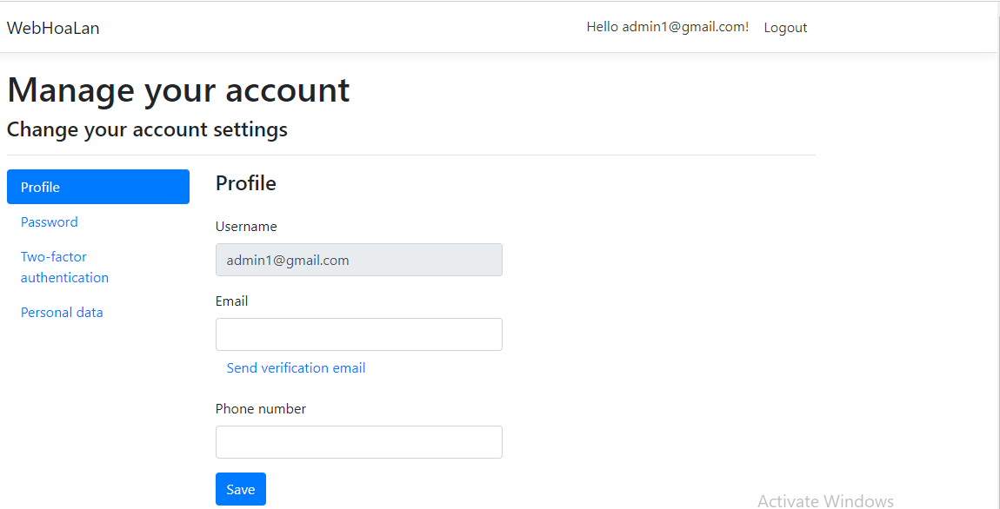 WebHoaLan
Hello admin1@gmail.com!
Logout
Manage your account
Change your account settings
Profile
Password
Two-factor
authentication
Personal data
Profile
Username
admin1@gmail.com
Email
Send verification email
Phone number
Save
Activate Windows